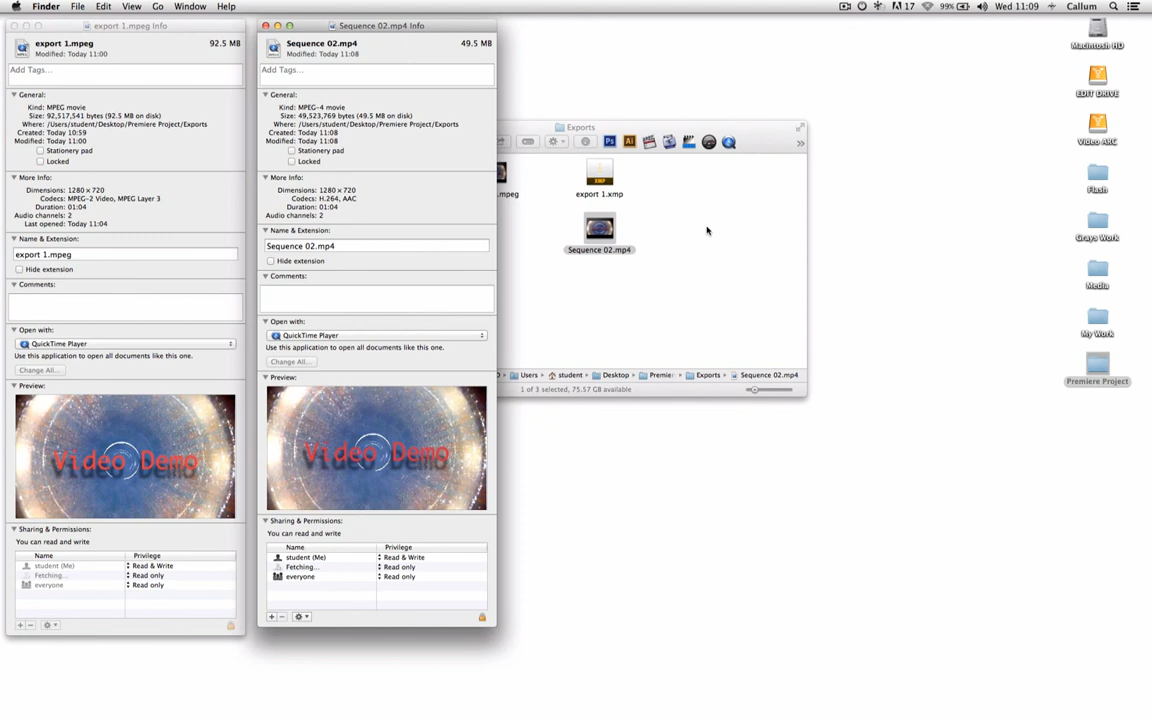 Finder File Edit View Go Window Help
17 99% Wed 11:09 Callum
export 1.mpeg Info
export 1.mpeg 92.5 MB
Modified: Today 11:00
Add Tags...
General:
Kind: MPEG movie
Size: 92,517,541 bytes (92.5 MB on disk)
Where: /Users/student/Desktop/Premiere Project/Exports
Created: Today 10:59
Modified: Today 11:00
Stationery pad
Locked
More Info:
Dimensions: 1280 × 720
Codecs: MPEG-2 Video, MPEG Layer 3
Duration: 01:04
Audio channels: 2
Last opened: Today 11:04
Name & Extension:
export 1.mpeg
Hide extension
Comments:
Open with:
QuickTime Player
Use this application to open all documents like this one.
Change All...
Preview:
Video Demo
Sharing & Permissions:
You can read and write
Name Privilege
student (Me) Read & Write
Fetching... Read only
everyone Read only
Sequence 02.mp4 Info
Sequence 02.mp4 49.5 MB
Modified: Today 11:08
Add Tags...
General:
Kind: MPEG-4 movie
Size: 49,523,769 bytes (49.5 MB on disk)
Where: /Users/student/Desktop/Premiere Project/Exports
Created: Today 11:08
Modified: Today 11:08
Stationery pad
Locked
More Info:
Dimensions: 1280 × 720
Codecs: H.264, AAC
Duration: 01:04
Audio channels: 2
Name & Extension:
Sequence 02.mp4
Hide extension
Comments:
Open with:
QuickTime Player
Use this application to open all documents like this one.
Change All...
Preview:
Video Demo
Sharing & Permissions:
You can read and write
Name Privilege
student (Me) Read & Write
Fetching... Read only
everyone Read only
Exports
Ps Ai
XMP
.mpeg export 1.xmp
Sequence 02.mp4
Users student Desktop Premie Exports Sequence 02.mp4
1 of 3 selected, 75.57 GB available
Macintosh HD
EDIT DRIVE
Video ARC
Flash
Grays Work
Media
My Work
Premiere Project